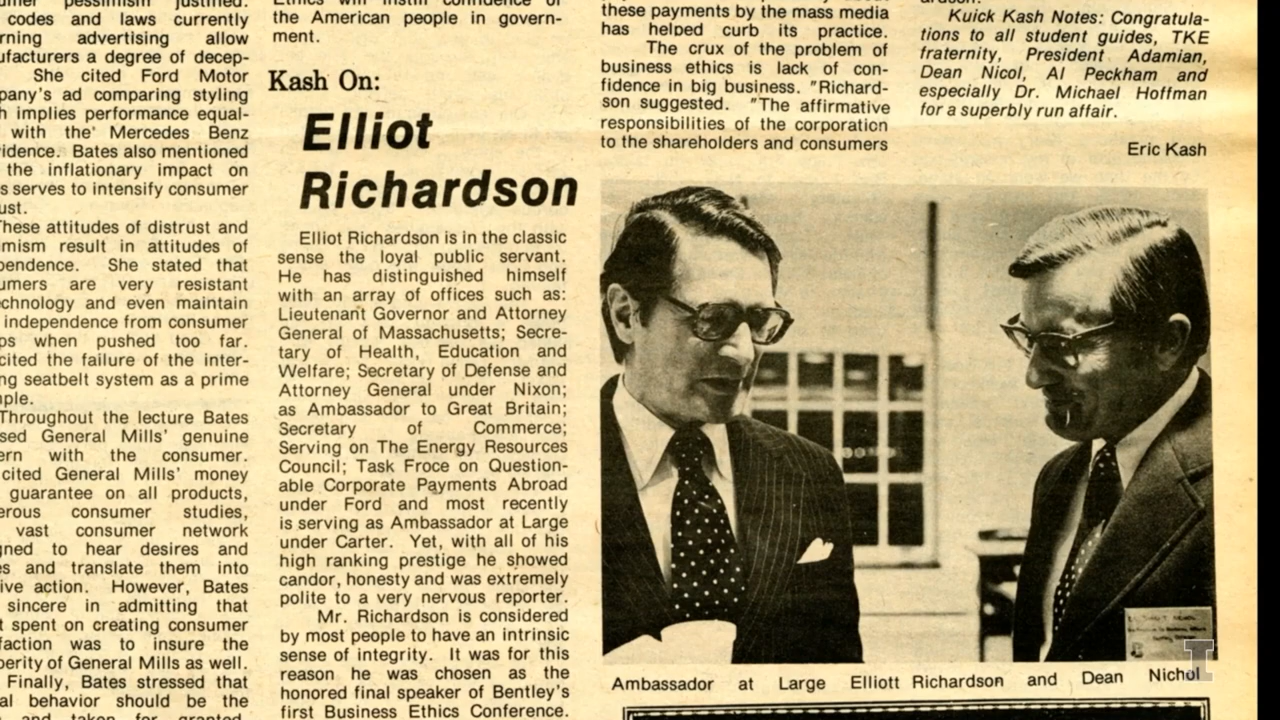 codes and laws currently
advertising allow
a degree of decep-
She cited Ford Motor
ad comparing styling
implies performance equal-
with the' Mercedes Benz
Bates also mentioned
the inflationary impact on
serves to intensify consumer
These attitudes of distrust and
result in attitudes of
She stated that
are very resistant
and even maintain
independence from consumer
when pushed too far.
cited the failure of the inter-
seatbelt system as a prime
Throughout the lecture Bates
General Mills' genuine
with the consumer.
cited General Mills' money
guarantee on all products,
consumer studies,
vast consumer network
to hear desires and
and translate them into
action. However, Bates
sincere in admitting that
spent on creating consumer
was to insure the
of General Mills as well.
Finally, Bates stressed that
behavior should be the
and taken for granted.
the American people in govern-
ment.
Kash On:
Elliot
Richardson
Elliot Richardson is in the classic
sense the loyal public servant.
He has distinguished himself
with an array of offices such as:
Lieutenant Governor and Attorney
General of Massachusetts; Secre-
tary of Health, Education and
Welfare; Secretary of Defense and
Attorney General under Nixon;
as Ambassador to Great Britain;
Secretary of Commerce;
Serving on The Energy Resources
Council; Task Froce on Question-
able Corporate Payments Abroad
under Ford and most recently
is serving as Ambassador at Large
under Carter. Yet, with all of his
high ranking prestige he showed
candor, honesty and was extremely
polite to a very nervous reporter.
Mr. Richardson is considered
by most people to have an intrinsic
sense of integrity. It was for this
reason he was chosen as the
honored final speaker of Bentley's
first Business Ethics Conference.
these payments by the mass media
has helped curb its practice.
The crux of the problem of
business ethics is lack of con-
fidence in big business. "Richard-
son suggested. "The affirmative
responsibilities of the corporation
to the shareholders and consumers
Kuick Kash Notes: Congratula-
tions to all student guides, TKE
fraternity, President Adamian,
Dean Nicol, Al Peckham and
especially Dr. Michael Hoffman
for a superbly run affair.
Eric Kash
Ambassador at Large Elliott Richardson and Dean Nichol